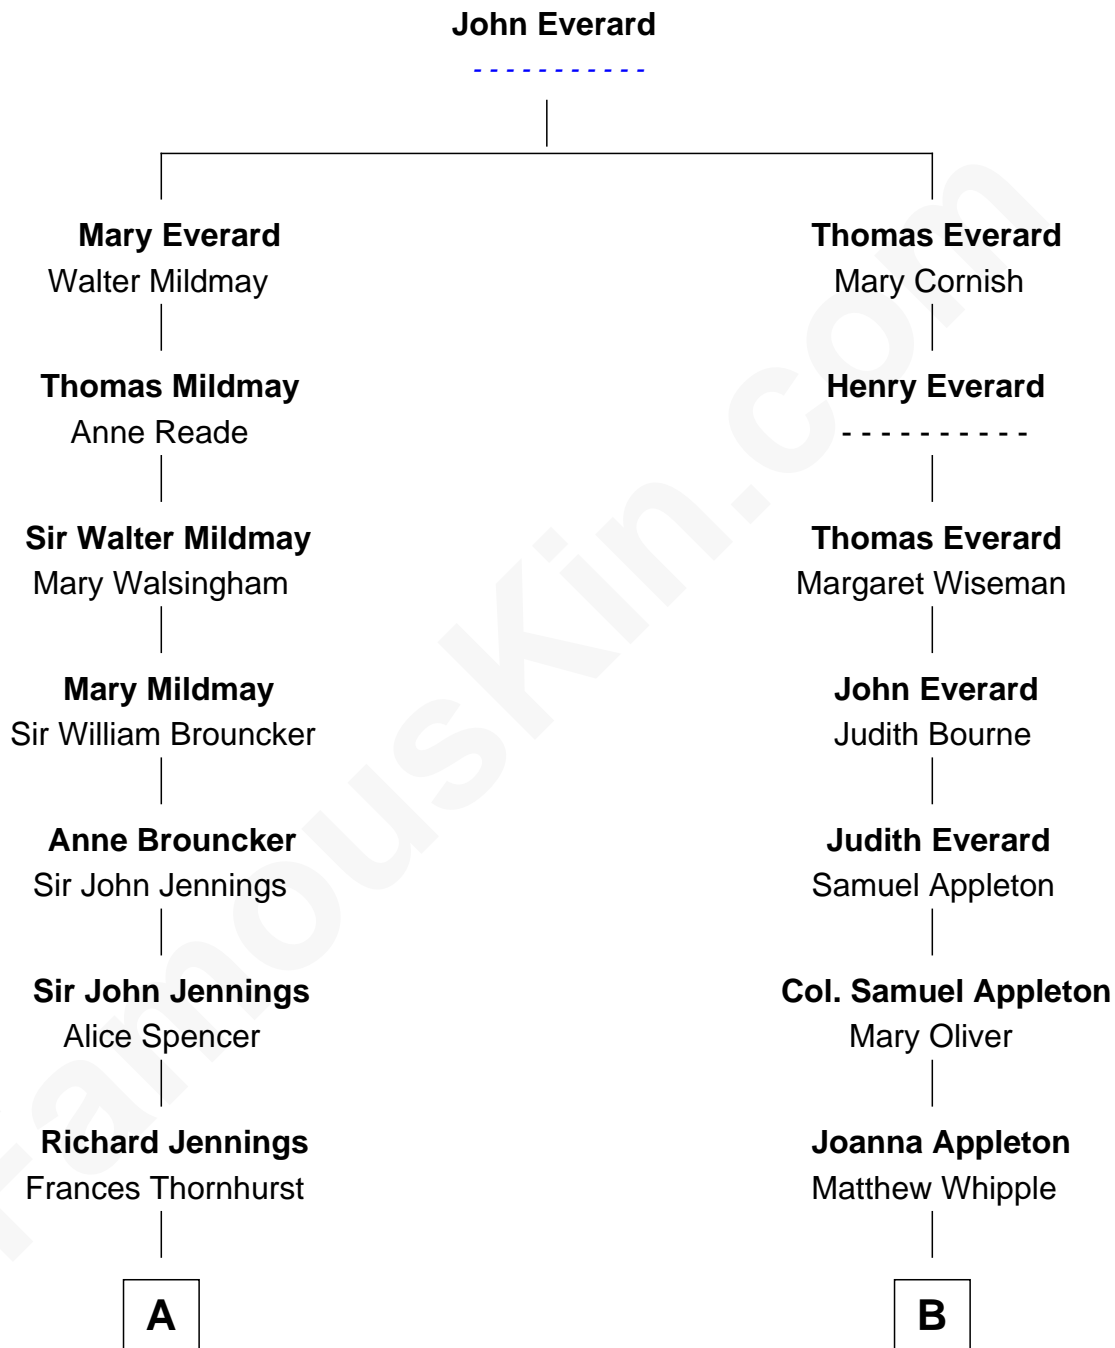 John Everard
- - - - - - - - - - -
Mary Everard
Walter Mildmay
Thomas Everard
Mary Cornish
Thomas Mildmay
Anne Reade
Henry Everard
- - - - - - - - - -
Sir Walter Mildmay
Mary Walsingham
Thomas Everard
Margaret Wiseman
Mary Mildmay
Sir William Brouncker
John Everard
Judith Bourne
Anne Brouncker
Sir John Jennings
Judith Everard
Samuel Appleton
Sir John Jennings
Alice Spencer
Col. Samuel Appleton
Mary Oliver
Richard Jennings
Frances Thornhurst
Joanna Appleton
Matthew Whipple
A
B
FamousKin.com